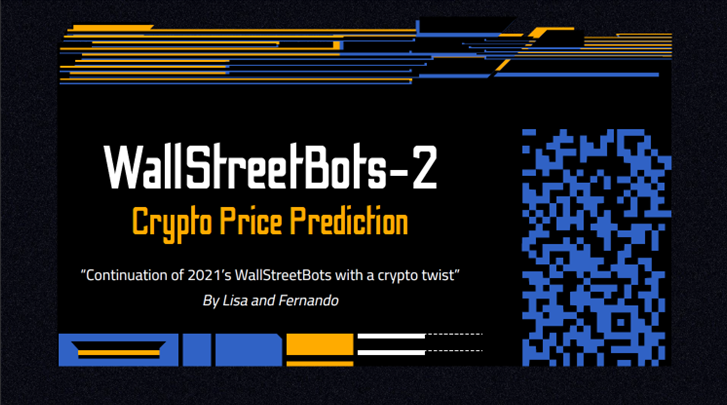 WallStreetBots-2
Crypto Price Prediction
“Continuation of 2021’s WallStreetBots with a crypto twist”
By Lisa and Fernando